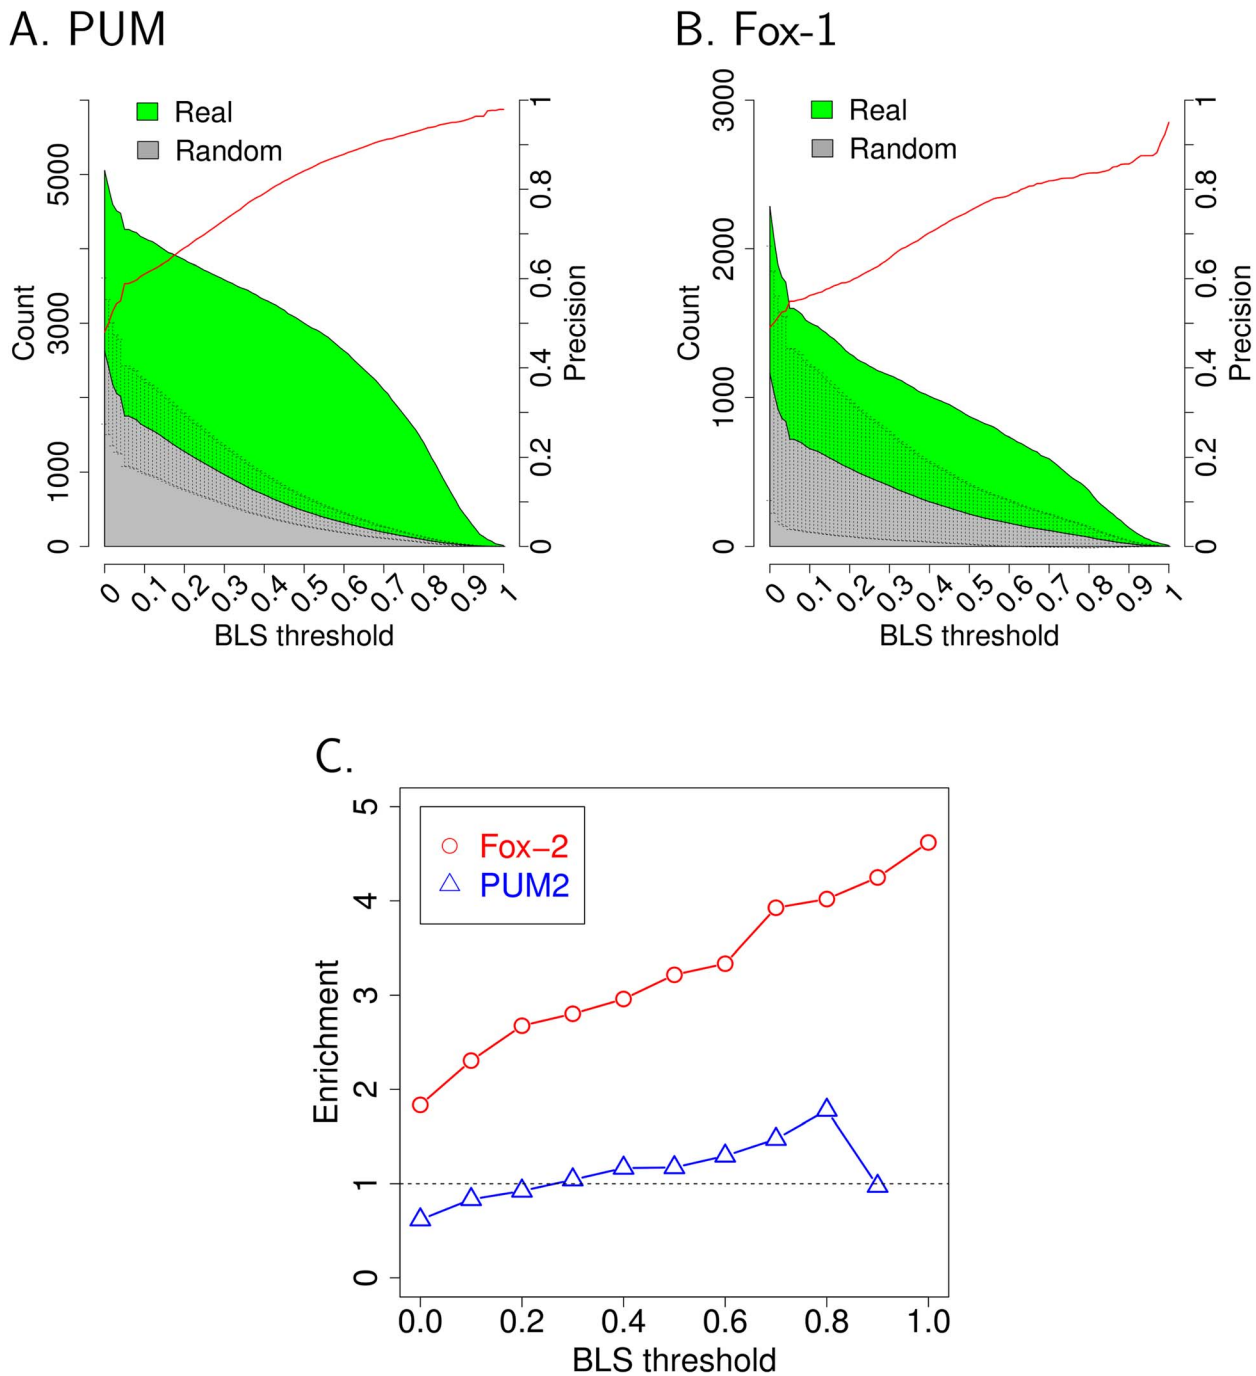 A. PUM
Real
Random
Count
0
1000
3000
5000
Precision
0
0.2
0.4
0.6
0.8
1
0 0.1 0.2 0.3 0.4 0.5 0.6 0.7 0.8 0.9 1
BLS threshold
B. Fox-1
Real
Random
Count
0
1000
2000
3000
Precision
0
0.2
0.4
0.6
0.8
1
0 0.1 0.2 0.3 0.4 0.5 0.6 0.7 0.8 0.9 1
BLS threshold
C.
Fox−2
PUM2
Enrichment
5
4
3
2
1
0
0.0 0.2 0.4 0.6 0.8 1.0
BLS threshold